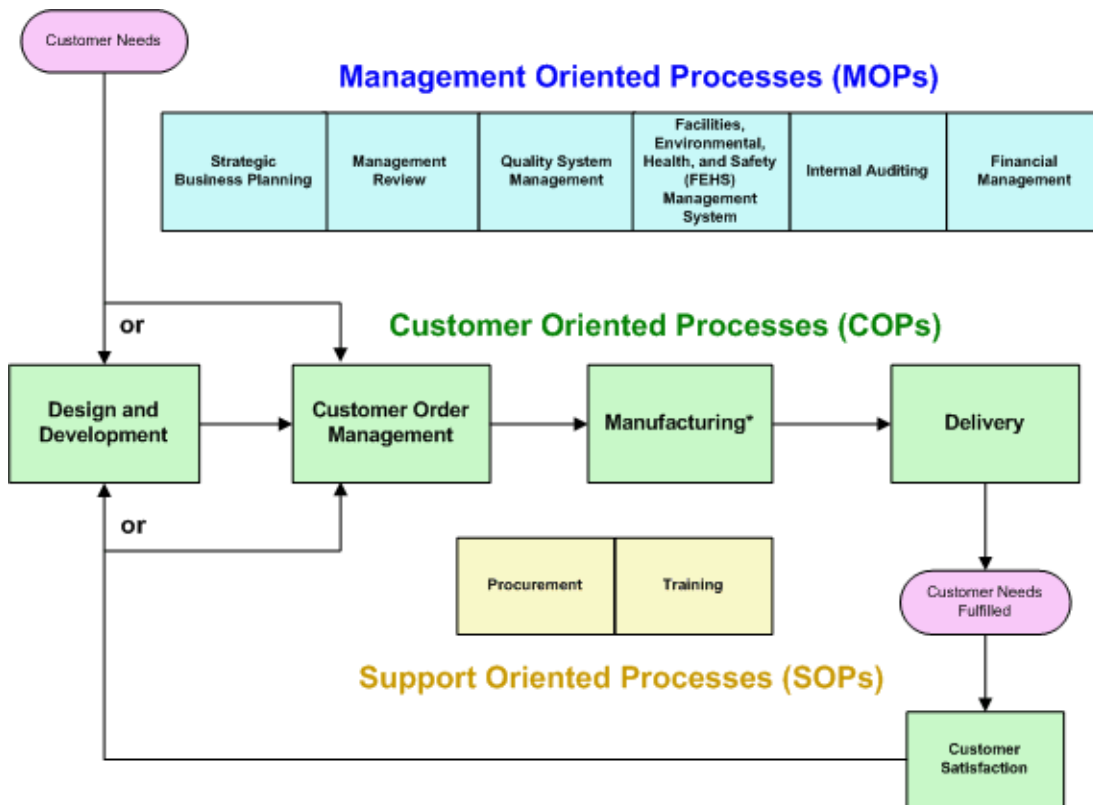 Customer Needs
Management Oriented Processes (MOPs)
Strategic
Business Planning
Management
Review
Quality System
Management
Facilities,
Environmental,
Health, and Safety
(FEHS)
Management
System
Internal Auditing
Financial
Management
or
Customer Oriented Processes (COPs)
Design and
Development
Customer Order
Management
Manufacturing*
Delivery
or
Procurement
Training
Customer Needs
Fulfilled
Support Oriented Processes (SOPs)
Customer
Satisfaction